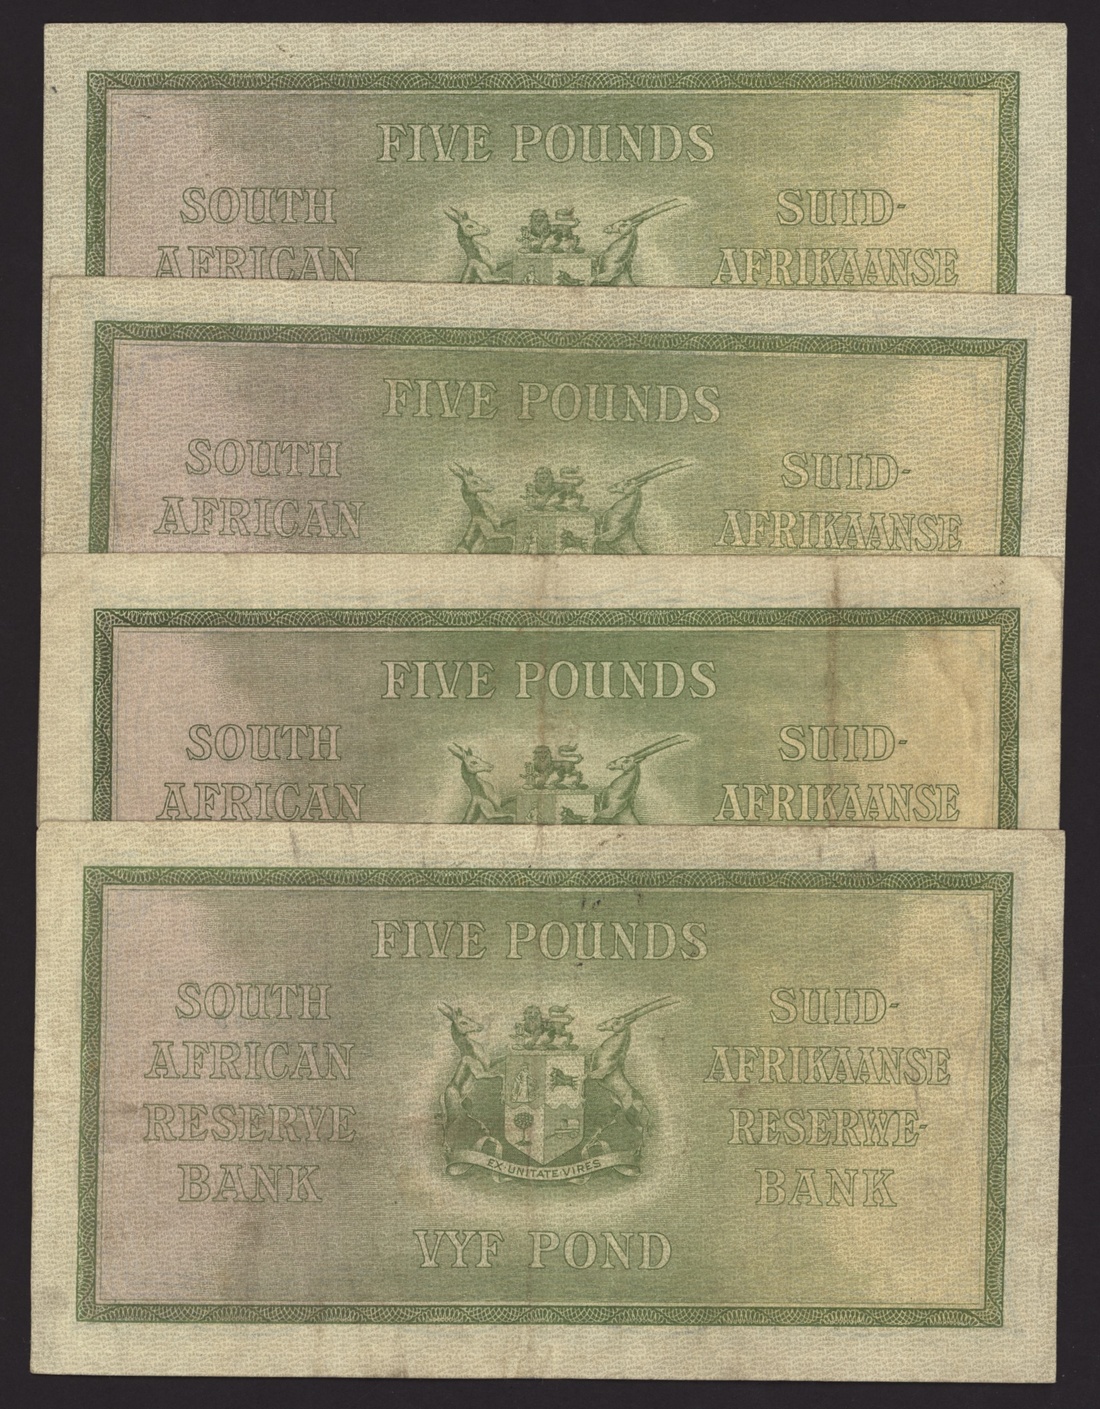 FIVE POUNDS
SOUTH
AFRICAN
SUID-
AFRIKAANSE
FIVE POUNDS
SOUTH
AFRICAN
SUID-
AFRIKAANSE
FIVE POUNDS
SOUTH
AFRICAN
SUID-
AFRIKAANSE
FIVE POUNDS
SOUTH
AFRICAN
RESERVE
BANK
SUID-
AFRIKAANSE
RESERWE-
BANK
EX·UNITATE·VIRES
VYF POND